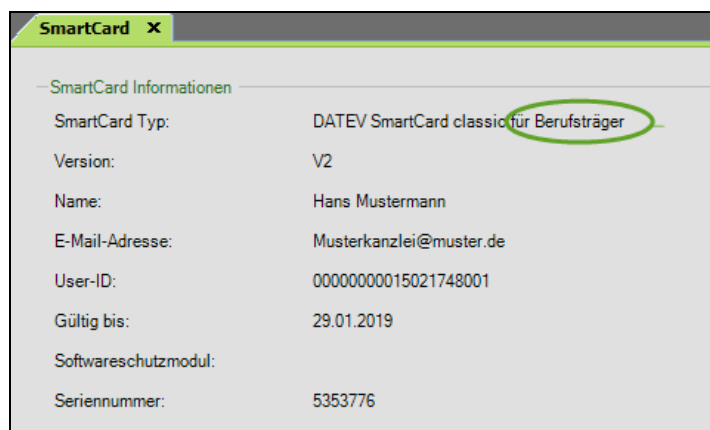 SmartCard X
SmartCard Informationen
SmartCard Typ: DATEV SmartCard classic für Berufsträger
Version: V2
Name: Hans Mustermann
E-Mail-Adresse: Musterkanzlei@muster.de
User-ID: 00000000015021748001
Gültig bis: 29.01.2019
Softwareschutzmodul:
Seriennummer: 5353776